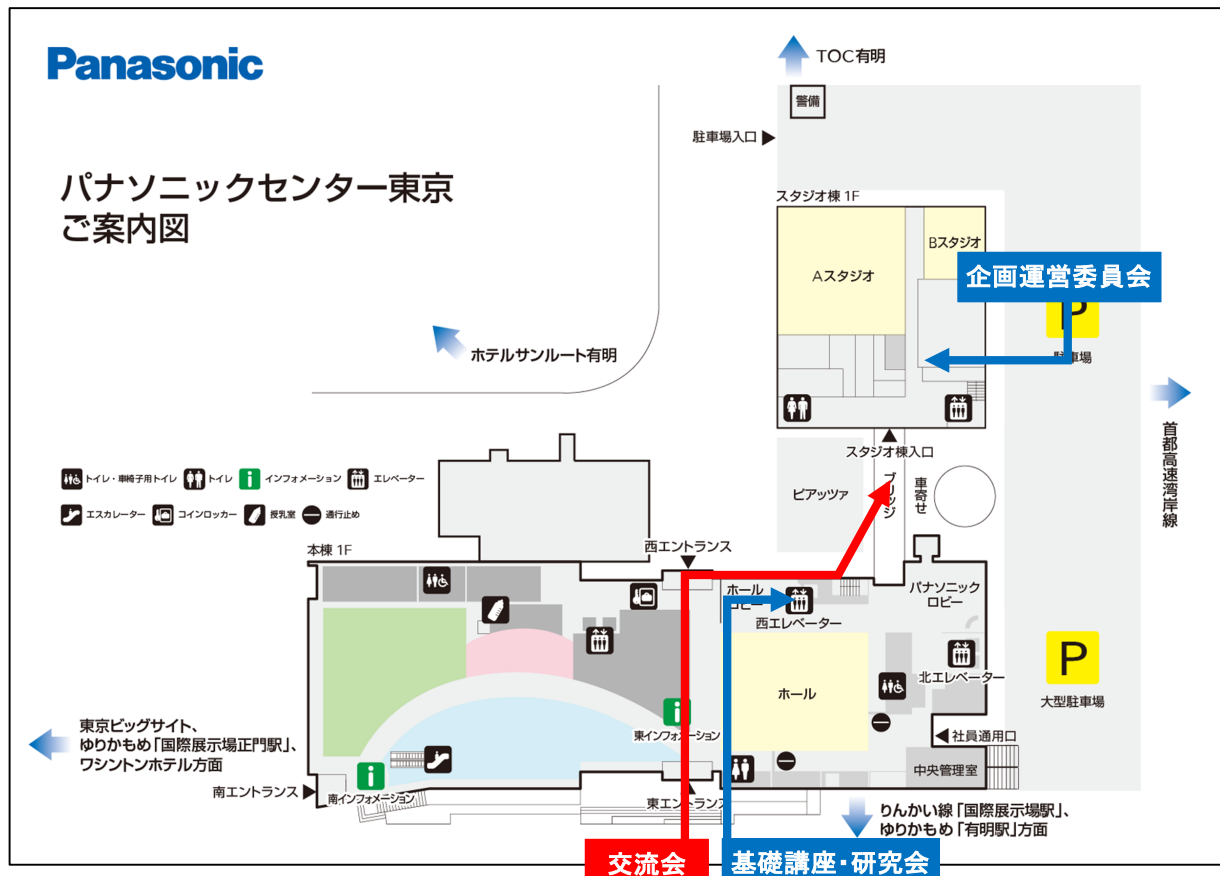 Panasonic
パナソニックセンター東京
ご案内図
TOC有明
警備
駐車場入口
スタジオ棟 1F
Aスタジオ
Bスタジオ
企画運営委員会
P
駐車場
ホテルサンルート有明
首都高速湾岸線
スタジオ棟入口
トイレ・車椅子用トイレ
トイレ
インフォメーション
エレベーター
エスカレーター
コインロッカー
授乳室
通行止め
ピアッツァ
ブリッジ
車寄せ
本棟 1F
西エントランス
ホール
ロビー
西エレベーター
パナソニック
ロビー
北エレベーター
ホール
P
大型駐車場
東インフォメーション
社員通用口
中央管理室
東京ビッグサイト、
ゆりかもめ「国際展示場正門駅」、
ワシントンホテル方面
南エントランス
南インフォメーション
東エントランス
りんかい線「国際展示場駅」、
ゆりかもめ「有明駅」方面
交流会
基礎講座・研究会